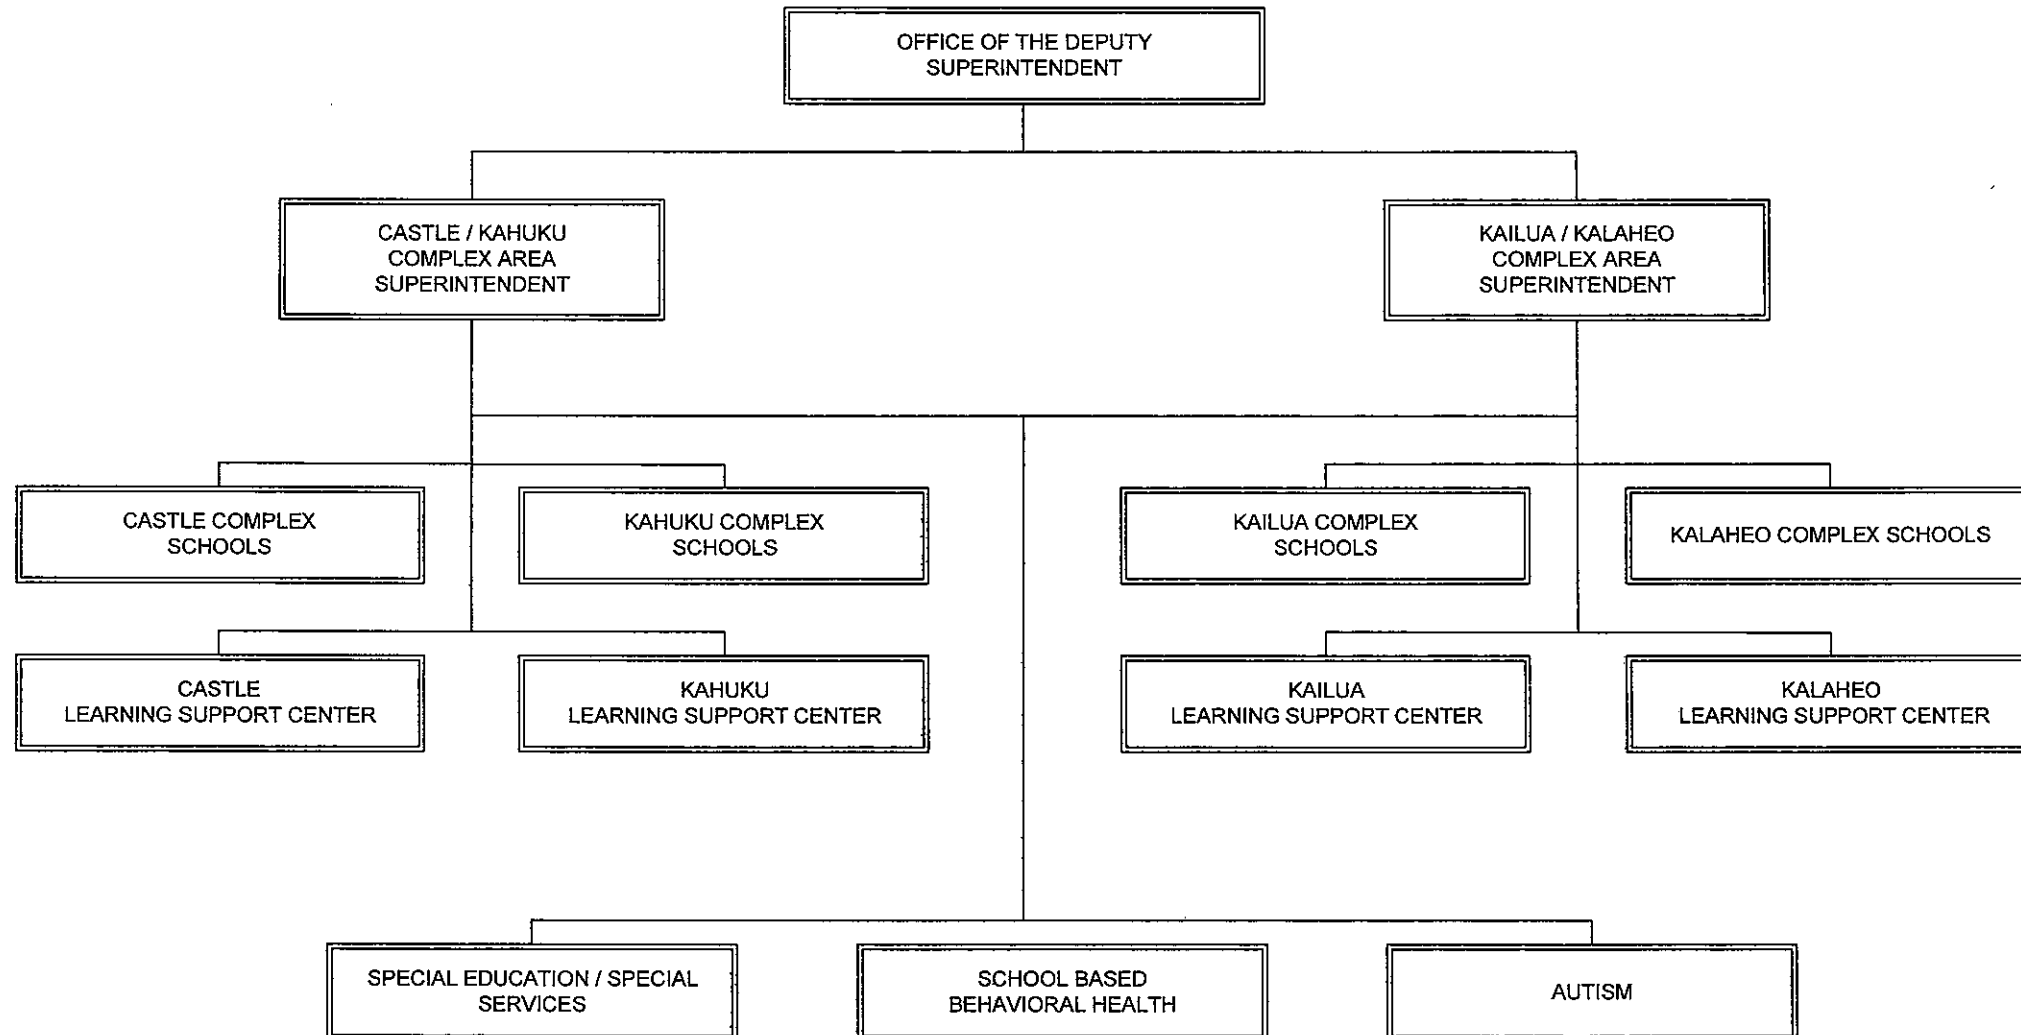 OFFICE OF THE DEPUTY
SUPERINTENDENT
CASTLE / KAHUKU
COMPLEX AREA
SUPERINTENDENT
KAILUA / KALAHEO
COMPLEX AREA
SUPERINTENDENT
CASTLE COMPLEX
SCHOOLS
KAHUKU COMPLEX
SCHOOLS
KAILUA COMPLEX
SCHOOLS
KALAHEO COMPLEX SCHOOLS
CASTLE
LEARNING SUPPORT CENTER
KAHUKU
LEARNING SUPPORT CENTER
KAILUA
LEARNING SUPPORT CENTER
KALAHEO
LEARNING SUPPORT CENTER
SPECIAL EDUCATION / SPECIAL
SERVICES
SCHOOL BASED
BEHAVIORAL HEALTH
AUTISM